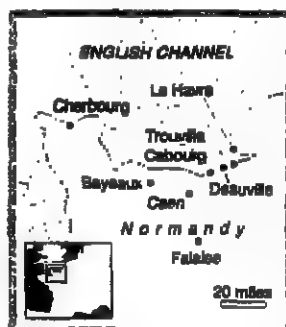 ENGLISH CHANNEL
Le Havre
Cherbourg
Trouville
Cabourg
Bayeaux
Deauville
Caen
Normandy
Falaise
20 miles